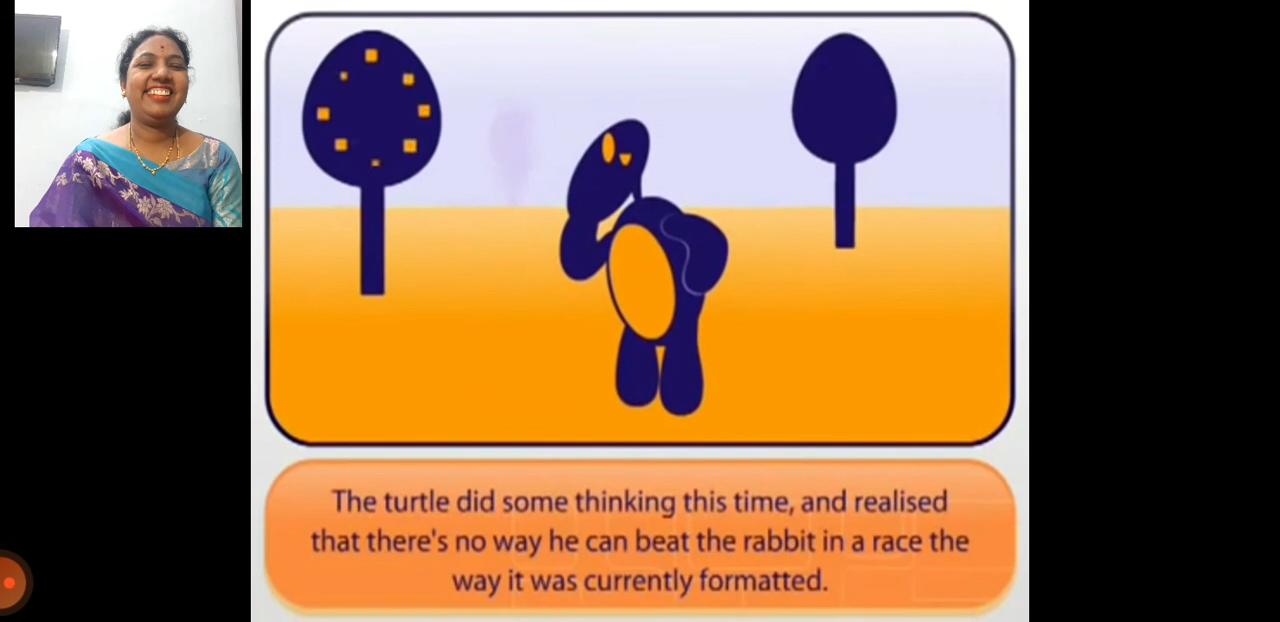 The turtle did some thinking this time, and realised
that there's no way he can beat the rabbit in a race the
way it was currently formatted.